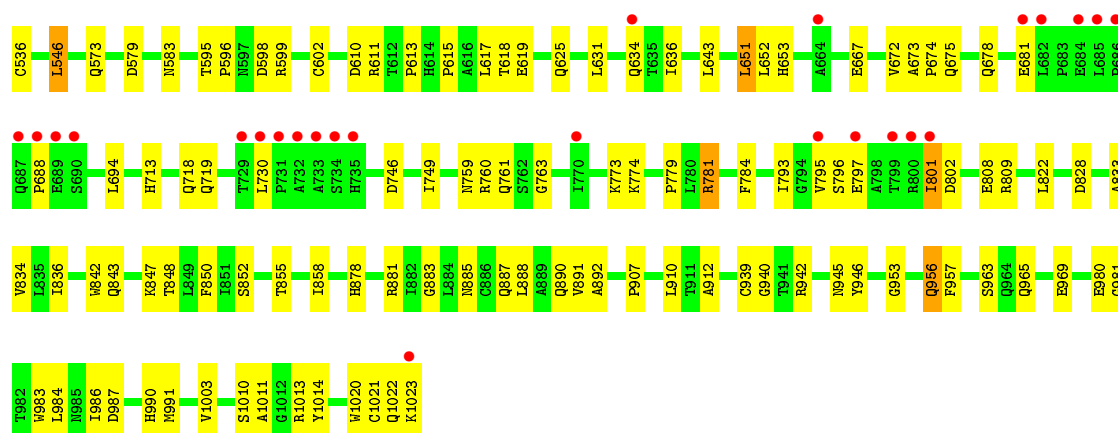 C536 L546 Q573 D579 N583 T595 P596 N597 D598 R599 C602 D610 R611 T612 P613 H614 P615 A616 L617 T618 E619 Q625 L631 Q634 T635 I636 L643 L651 L652 H653 A664 E667 V672 A673 P674 Q675 Q678 E681 L682 P683 E684 L685 P686
Q687 P688 E689 S690 L694 H713 Q718 Q719 T729 L730 P731 A732 A733 S734 H735 D746 I749 N759 R760 Q761 S762 G763 I770 K773 K774 P779 L780 R781 F784 I793 G794 V795 S796 E797 A798 T799 R800 I801 D802 E808 R809 L822 D828 A833
V834 L835 I836 W842 Q843 K847 T848 L849 F850 I851 S852 T855 I858 H878 R881 I882 G883 L884 N885 C886 Q887 L888 A889 Q890 V891 A892 P907 L910 T911 A912 C939 G940 T941 R942 N945 Y946 G953 Q956 F957 S963 Q964 Q965 E969 E980 G981
T982 W983 L984 N985 I986 D987 H990 M991 V1003 S1010 A1011 G1012 R1013 Y1014 W1020 C1021 Q1022 K1023